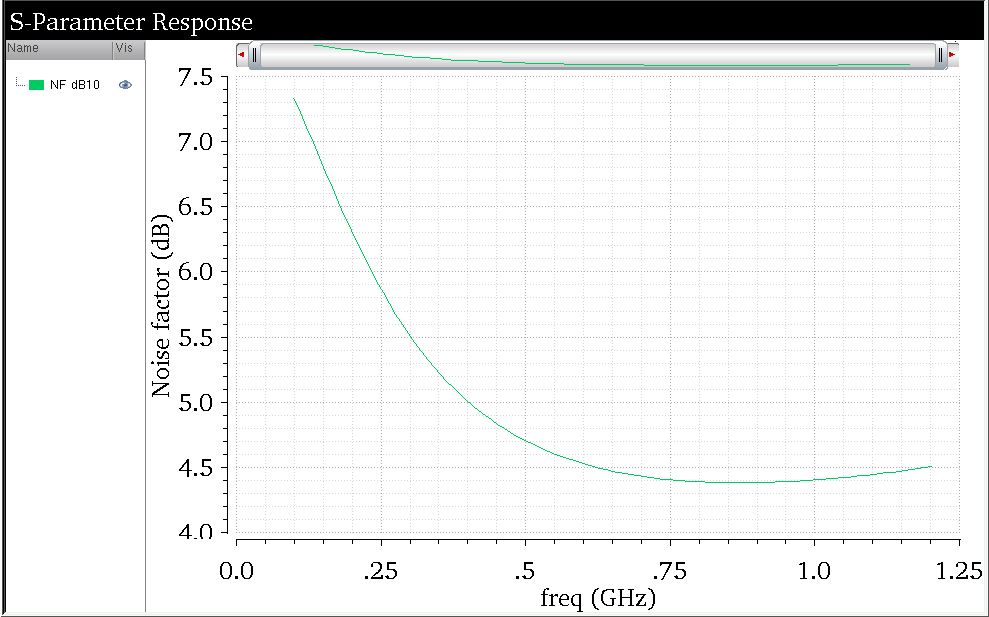 S-Parameter Response
Name Vis
NF dB10
7.5
7.0
6.5
6.0
5.5
5.0
4.5
4.0
Noise factor (dB)
0.0 .25 .5 .75 1.0 1.25
freq (GHz)